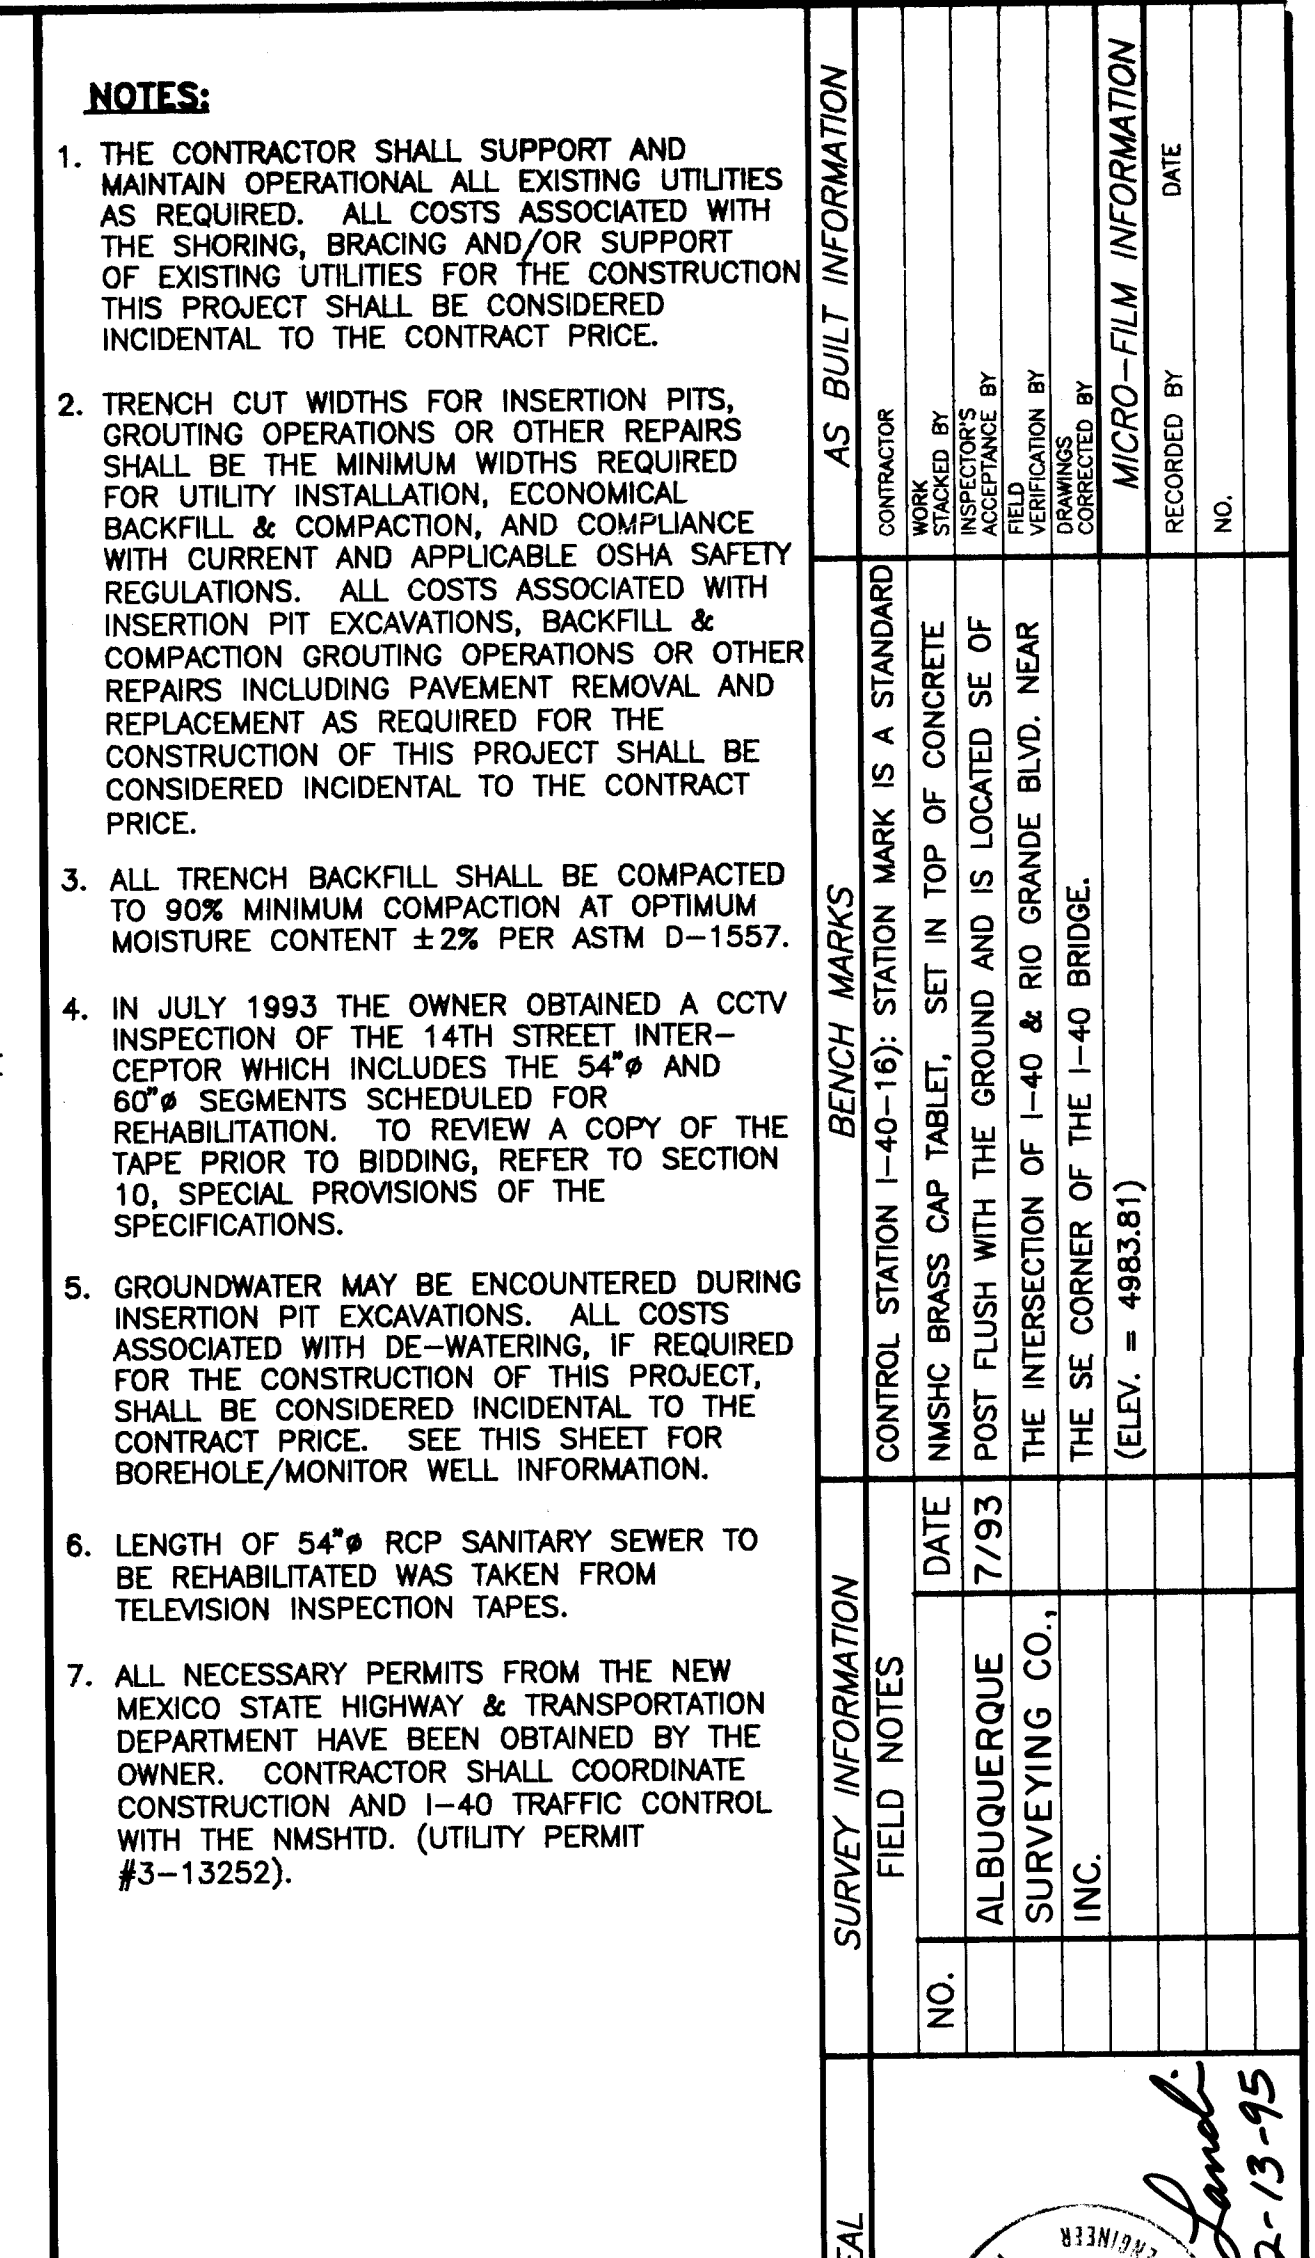 NOTES:
1. THE CONTRACTOR SHALL SUPPORT AND
MAINTAIN OPERATIONAL ALL EXISTING UTILITIES
AS REQUIRED. ALL COSTS ASSOCIATED WITH
THE SHORING, BRACING AND/OR SUPPORT
OF EXISTING UTILITIES FOR THE CONSTRUCTION
THIS PROJECT SHALL BE CONSIDERED
INCIDENTAL TO THE CONTRACT PRICE.
2. TRENCH CUT WIDTHS FOR INSERTION PITS,
GROUTING OPERATIONS OR OTHER REPAIRS
SHALL BE THE MINIMUM WIDTHS REQUIRED
FOR UTILITY INSTALLATION, ECONOMICAL
BACKFILL & COMPACTION, AND COMPLIANCE
WITH CURRENT AND APPLICABLE OSHA SAFETY
REGULATIONS. ALL COSTS ASSOCIATED WITH
INSERTION PIT EXCAVATIONS, BACKFILL &
COMPACTION GROUTING OPERATIONS OR OTHER
REPAIRS INCLUDING PAVEMENT REMOVAL AND
REPLACEMENT AS REQUIRED FOR THE
CONSTRUCTION OF THIS PROJECT SHALL BE
CONSIDERED INCIDENTAL TO THE CONTRACT
PRICE.
3. ALL TRENCH BACKFILL SHALL BE COMPACTED
TO 90% MINIMUM COMPACTION AT OPTIMUM
MOISTURE CONTENT ±2% PER ASTM D-1557.
4. IN JULY 1993 THE OWNER OBTAINED A CCTV
INSPECTION OF THE 14TH STREET INTER-
CEPTOR WHICH INCLUDES THE 54"ø AND
60"ø SEGMENTS SCHEDULED FOR
REHABILITATION. TO REVIEW A COPY OF THE
TAPE PRIOR TO BIDDING, REFER TO SECTION
10, SPECIAL PROVISIONS OF THE
SPECIFICATIONS.
5. GROUNDWATER MAY BE ENCOUNTERED DURING
INSERTION PIT EXCAVATIONS. ALL COSTS
ASSOCIATED WITH DE-WATERING, IF REQUIRED
FOR THE CONSTRUCTION OF THIS PROJECT,
SHALL BE CONSIDERED INCIDENTAL TO THE
CONTRACT PRICE. SEE THIS SHEET FOR
BOREHOLE/MONITOR WELL INFORMATION.
6. LENGTH OF 54"ø RCP SANITARY SEWER TO
BE REHABILITATED WAS TAKEN FROM
TELEVISION INSPECTION TAPES.
7. ALL NECESSARY PERMITS FROM THE NEW
MEXICO STATE HIGHWAY & TRANSPORTATION
DEPARTMENT HAVE BEEN OBTAINED BY THE
OWNER. CONTRACTOR SHALL COORDINATE
CONSTRUCTION AND I-40 TRAFFIC CONTROL
WITH THE NMSHTD. (UTILITY PERMIT
#3-13252).
AS BUILT INFORMATION
CONTRACTOR
WORK
STACKED BY
INSPECTOR'S
ACCEPTANCE BY
FIELD
VERIFICATION BY
DRAWINGS
CORRECTED BY
MICRO-FILM INFORMATION
RECORDED BY DATE
NO.
BENCH MARKS
CONTROL STATION I-40-16): STATION MARK IS A STANDARD
NMSHC BRASS CAP TABLET, SET IN TOP OF CONCRETE
POST FLUSH WITH THE GROUND AND IS LOCATED SE OF
THE INTERSECTION OF I-40 & RIO GRANDE BLVD. NEAR
THE SE CORNER OF THE I-40 BRIDGE.
(ELEV. = 4983.81)
SURVEY INFORMATION
FIELD NOTES
NO. DATE
ALBUQUERQUE 7/93
SURVEYING CO.,
INC.
ENGINEER
2-13-95